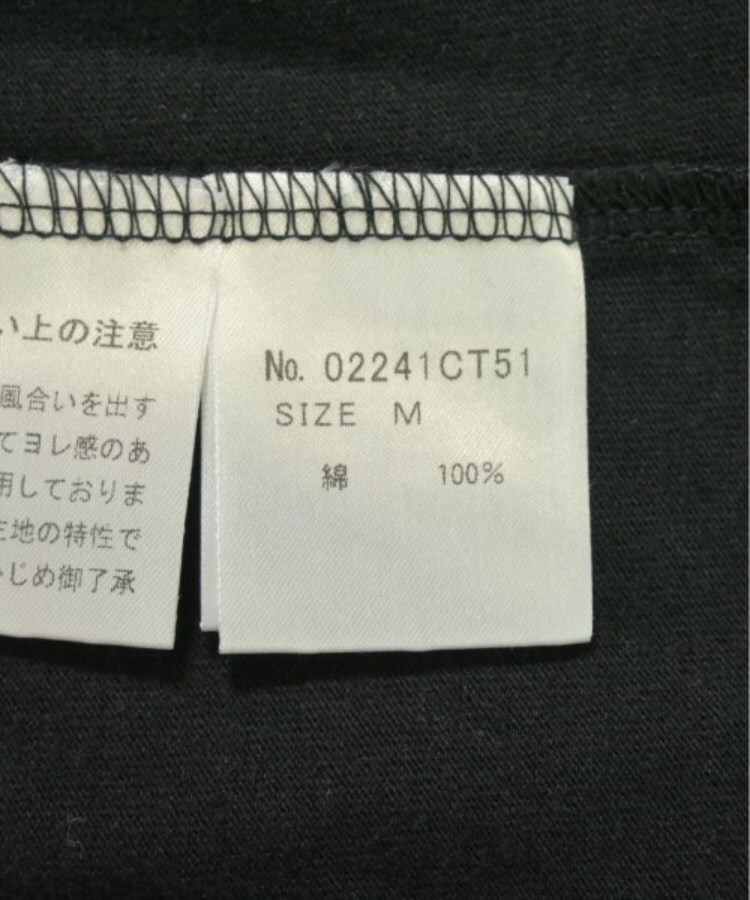 い上の注意
風合いを出す
てヨレ感のあ
用しておりま
地の特性で
じめ御了承
No. 02241CT51
SIZE M
綿 100%